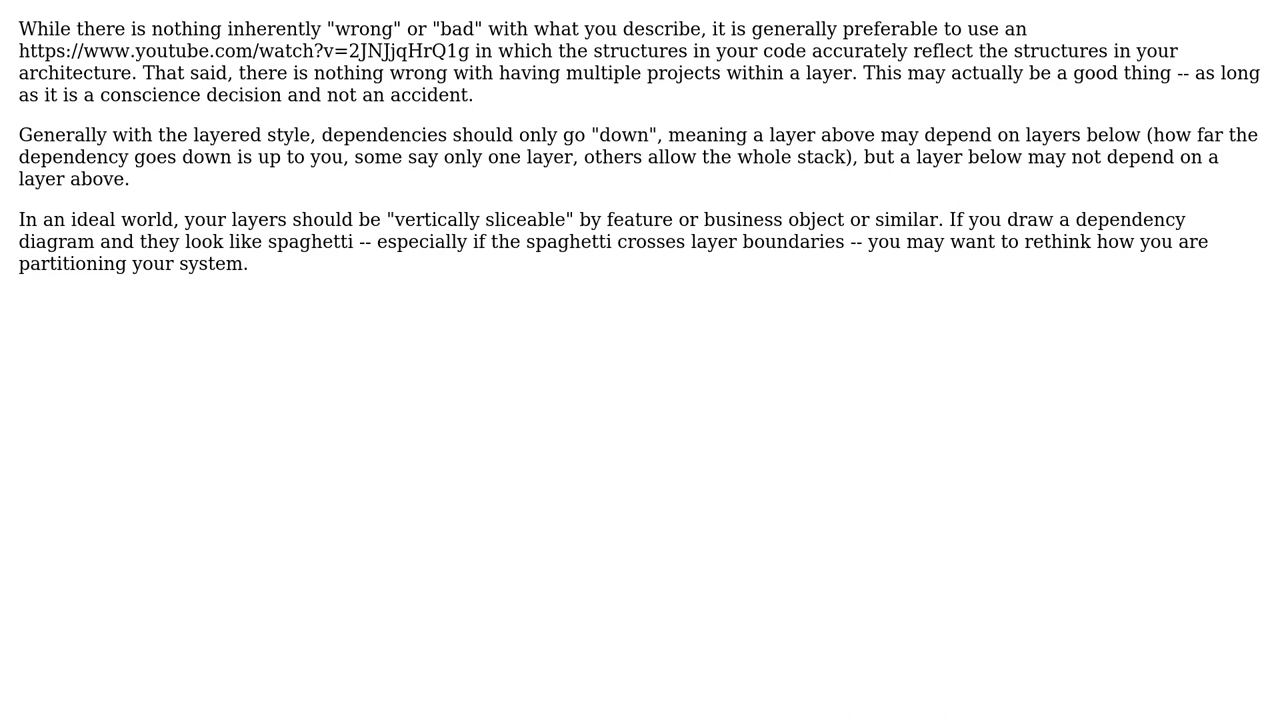 While there is nothing inherently "wrong" or "bad" with what you describe, it is generally preferable to use an
https://www.youtube.com/watch?v=2JNJjqHrQ1g in which the structures in your code accurately reflect the structures in your
architecture. That said, there is nothing wrong with having multiple projects within a layer. This may actually be a good thing -- as long
as it is a conscience decision and not an accident.
Generally with the layered style, dependencies should only go "down", meaning a layer above may depend on layers below (how far the
dependency goes down is up to you, some say only one layer, others allow the whole stack), but a layer below may not depend on a
layer above.
In an ideal world, your layers should be "vertically sliceable" by feature or business object or similar. If you draw a dependency
diagram and they look like spaghetti -- especially if the spaghetti crosses layer boundaries -- you may want to rethink how you are
partitioning your system.